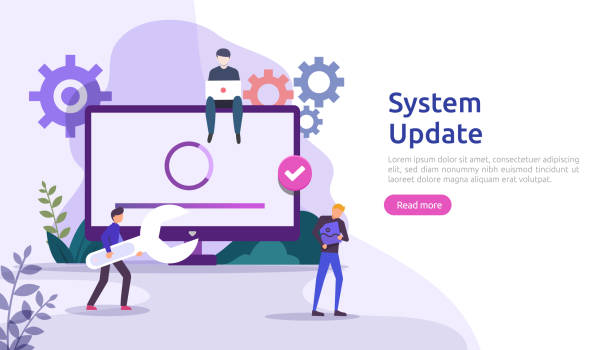 System
Update
Lorem ipsum dolor sit amet, consectetuer adipiscing elit,
sed diam nonummy nibh euismod tincidunt ut
laoreet dolore magna aliquam erat volutpat.
Read more